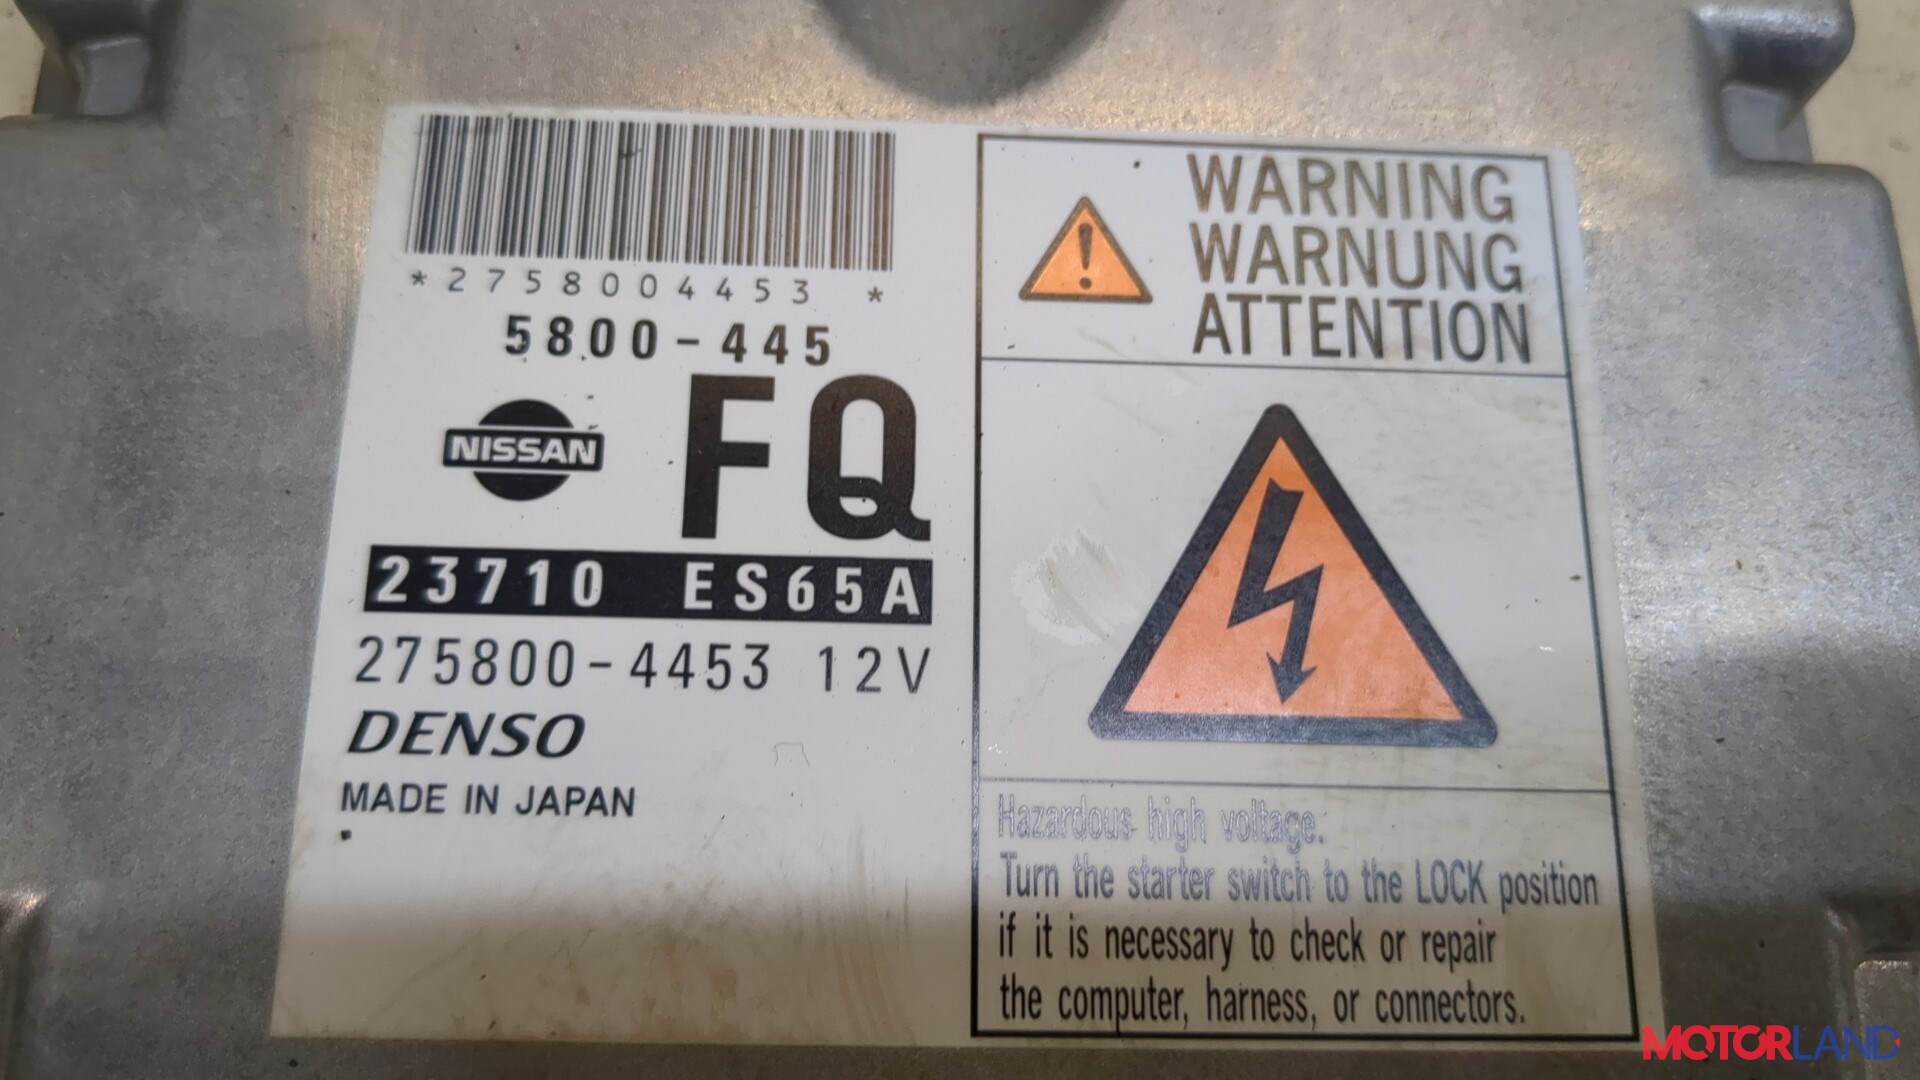 *2758004453 *
5800-445
NISSAN
FQ
23710 ES65A
275800-4453 12V
DENSO
MADE IN JAPAN
WARNING
WARNUNG
ATTENTION
Hazardous high voltage.
Turn the starter switch to the LOCK position
if it is necessary to check or repair
the computer, harness, or connectors.
MOTORLAND